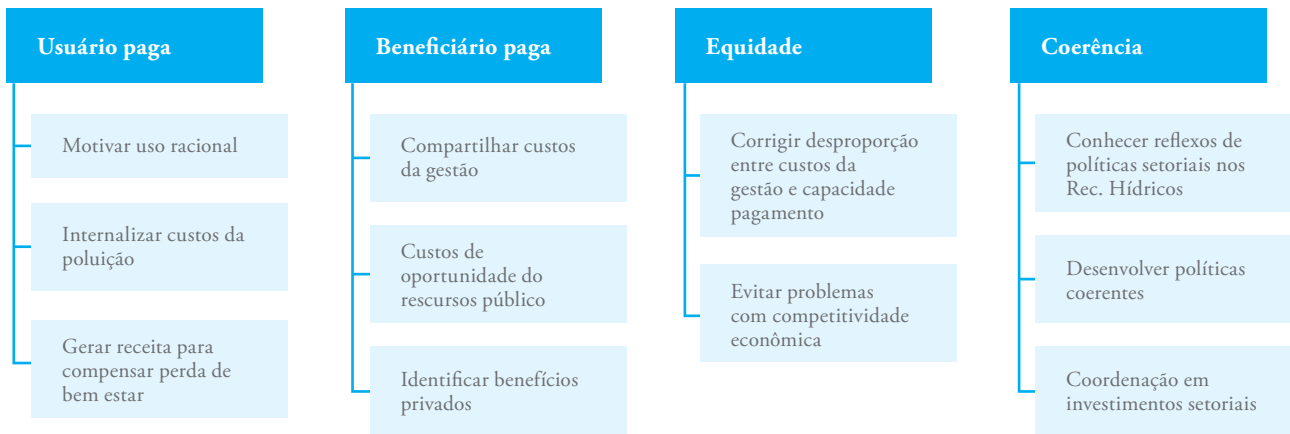 Usuário paga
Motivar uso racional
Internalizar custos da
poluição
Gerar receita para
compensar perda de
bem estar
Beneficiário paga
Compartilhar custos
da gestão
Custos de
oportunidade do
rescursos público
Identificar benefícios
privados
Equidade
Corrigir desproporção
entre custos da
gestão e capacidade
pagamento
Evitar problemas
com competitividade
econômica
Coerência
Conhecer reflexos de
políticas setoriais nos
Rec. Hídricos
Desenvolver políticas
coerentes
Coordenação em
investimentos setoriais